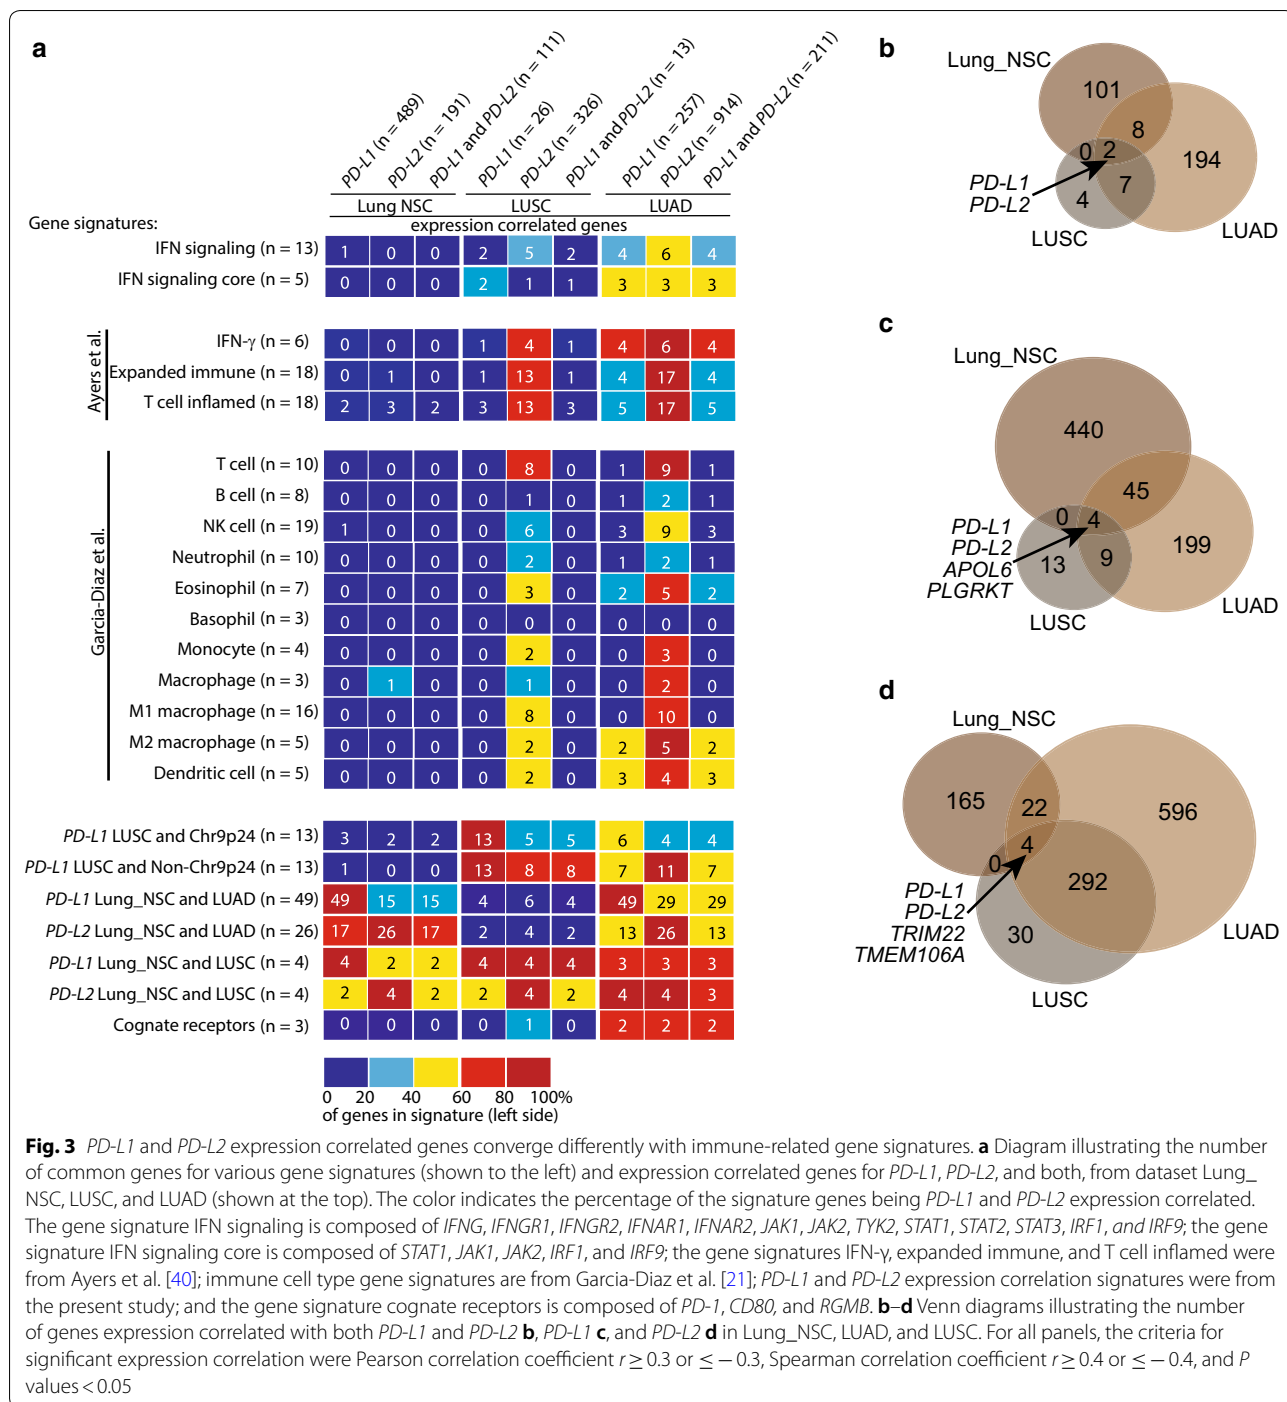 a
PD-L1 (n = 489)
PD-L2 (n = 191)
PD-L1 and PD-L2 (n = 111)
PD-L1 (n = 26)
PD-L2 (n = 326)
PD-L1 and PD-L2 (n = 13)
PD-L1 (n = 257)
PD-L2 (n = 914)
PD-L1 and PD-L2 (n = 211)
Lung NSC LUSC LUAD
Gene signatures: expression correlated genes
IFN signaling (n = 13) 1 0 0 2 5 2 4 6 4
IFN signaling core (n = 5) 0 0 0 2 1 1 3 3 3
Ayers et al.
IFN-γ (n = 6) 0 0 0 1 4 1 4 6 4
Expanded immune (n = 18) 0 1 0 1 13 1 4 17 4
T cell inflamed (n = 18) 2 3 2 3 13 3 5 17 5
Garcia-Diaz et al.
T cell (n = 10) 0 0 0 0 8 0 1 9 1
B cell (n = 8) 0 0 0 0 1 0 1 2 1
NK cell (n = 19) 1 0 0 0 6 0 3 9 3
Neutrophil (n = 10) 0 0 0 0 2 0 1 2 1
Eosinophil (n = 7) 0 0 0 0 3 0 2 5 2
Basophil (n = 3) 0 0 0 0 0 0 0 0 0
Monocyte (n = 4) 0 0 0 0 2 0 0 3 0
Macrophage (n = 3) 0 1 0 0 1 0 0 2 0
M1 macrophage (n = 16) 0 0 0 0 8 0 0 10 0
M2 macrophage (n = 5) 0 0 0 0 2 0 2 5 2
Dendritic cell (n = 5) 0 0 0 0 2 0 3 4 3
PD-L1 LUSC and Chr9p24 (n = 13) 3 2 2 13 5 5 6 4 4
PD-L1 LUSC and Non-Chr9p24 (n = 13) 1 0 0 13 8 8 7 11 7
PD-L1 Lung_NSC and LUAD (n = 49) 49 15 15 4 6 4 49 29 29
PD-L2 Lung_NSC and LUAD (n = 26) 17 26 17 2 4 2 13 26 13
PD-L1 Lung_NSC and LUSC (n = 4) 4 2 2 4 4 4 3 3 3
PD-L2 Lung_NSC and LUSC (n = 4) 2 4 2 2 4 2 4 4 3
Cognate receptors (n = 3) 0 0 0 0 1 0 2 2 2
0 20 40 60 80 100%
of genes in signature (left side)
b
Lung_NSC
101
8
0 2
194
PD-L1
PD-L2
4
7
LUSC
LUAD
c
Lung_NSC
440
45
0 4
PD-L1
PD-L2
APOL6
PLGRKT
13
9
199
LUSC
LUAD
d
Lung_NSC
165
22
596
4
0
292
PD-L1
PD-L2
TRIM22
TMEM106A
30
LUAD
LUSC
Fig. 3 PD-L1 and PD-L2 expression correlated genes converge differently with immune-related gene signatures. a Diagram illustrating the number
of common genes for various gene signatures (shown to the left) and expression correlated genes for PD-L1, PD-L2, and both, from dataset Lung_
NSC, LUSC, and LUAD (shown at the top). The color indicates the percentage of the signature genes being PD-L1 and PD-L2 expression correlated.
The gene signature IFN signaling is composed of IFNG, IFNGR1, IFNGR2, IFNAR1, IFNAR2, JAK1, JAK2, TYK2, STAT1, STAT2, STAT3, IRF1, and IRF9; the gene
signature IFN signaling core is composed of STAT1, JAK1, JAK2, IRF1, and IRF9; the gene signatures IFN-γ, expanded immune, and T cell inflamed were
from Ayers et al. [40]; immune cell type gene signatures are from Garcia-Diaz et al. [21]; PD-L1 and PD-L2 expression correlation signatures were from
the present study; and the gene signature cognate receptors is composed of PD-1, CD80, and RGMB. b–d Venn diagrams illustrating the number
of genes expression correlated with both PD-L1 and PD-L2 b, PD-L1 c, and PD-L2 d in Lung_NSC, LUAD, and LUSC. For all panels, the criteria for
significant expression correlation were Pearson correlation coefficient r ≥ 0.3 or ≤ − 0.3, Spearman correlation coefficient r ≥ 0.4 or ≤ − 0.4, and P
values < 0.05